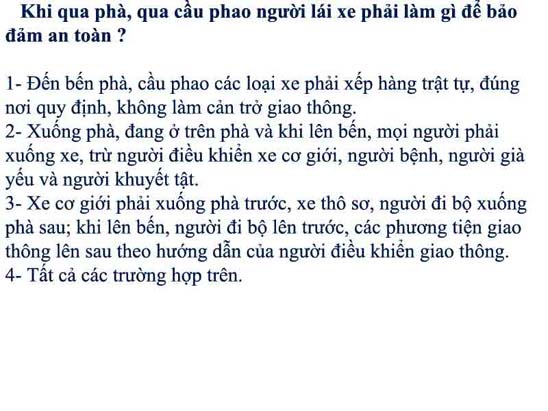 Khi qua phà, qua cầu phao người lái xe phải làm gì để bảo
đảm an toàn ?
1- Đến bến phà, cầu phao các loại xe phải xếp hàng trật tự, đúng
nơi quy định, không làm cản trở giao thông.
2- Xuống phà, đang ở trên phà và khi lên bến, mọi người phải
xuống xe, trừ người điều khiển xe cơ giới, người bệnh, người già
yếu và người khuyết tật.
3- Xe cơ giới phải xuống phà trước, xe thô sơ, người đi bộ xuống
phà sau; khi lên bến, người đi bộ lên trước, các phương tiện giao
thông lên sau theo hướng dẫn của người điều khiển giao thông.
4- Tất cả các trường hợp trên.